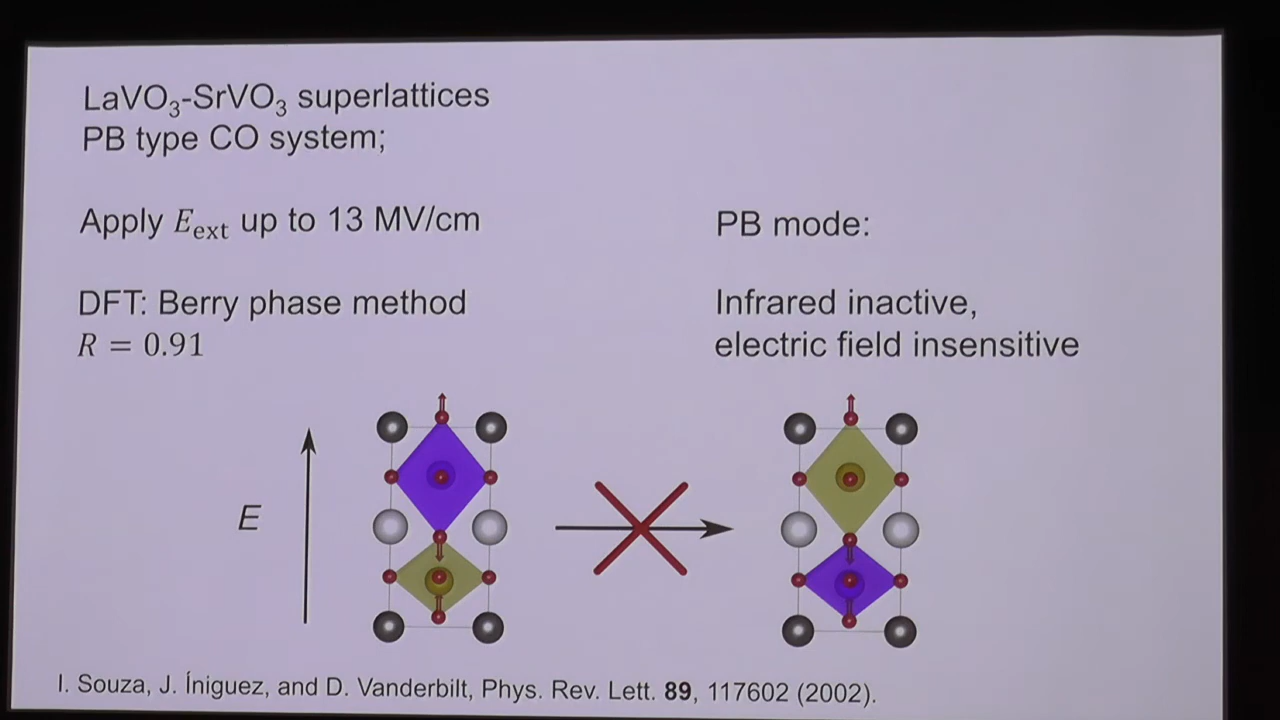 LaVO₃-SrVO₃ superlattices
PB type CO system;
Apply E_ext up to 13 MV/cm
DFT: Berry phase method
R = 0.91
PB mode:
Infrared inactive,
electric field insensitive
E
I. Souza, J. Íniguez, and D. Vanderbilt, Phys. Rev. Lett. 89, 117602 (2002).